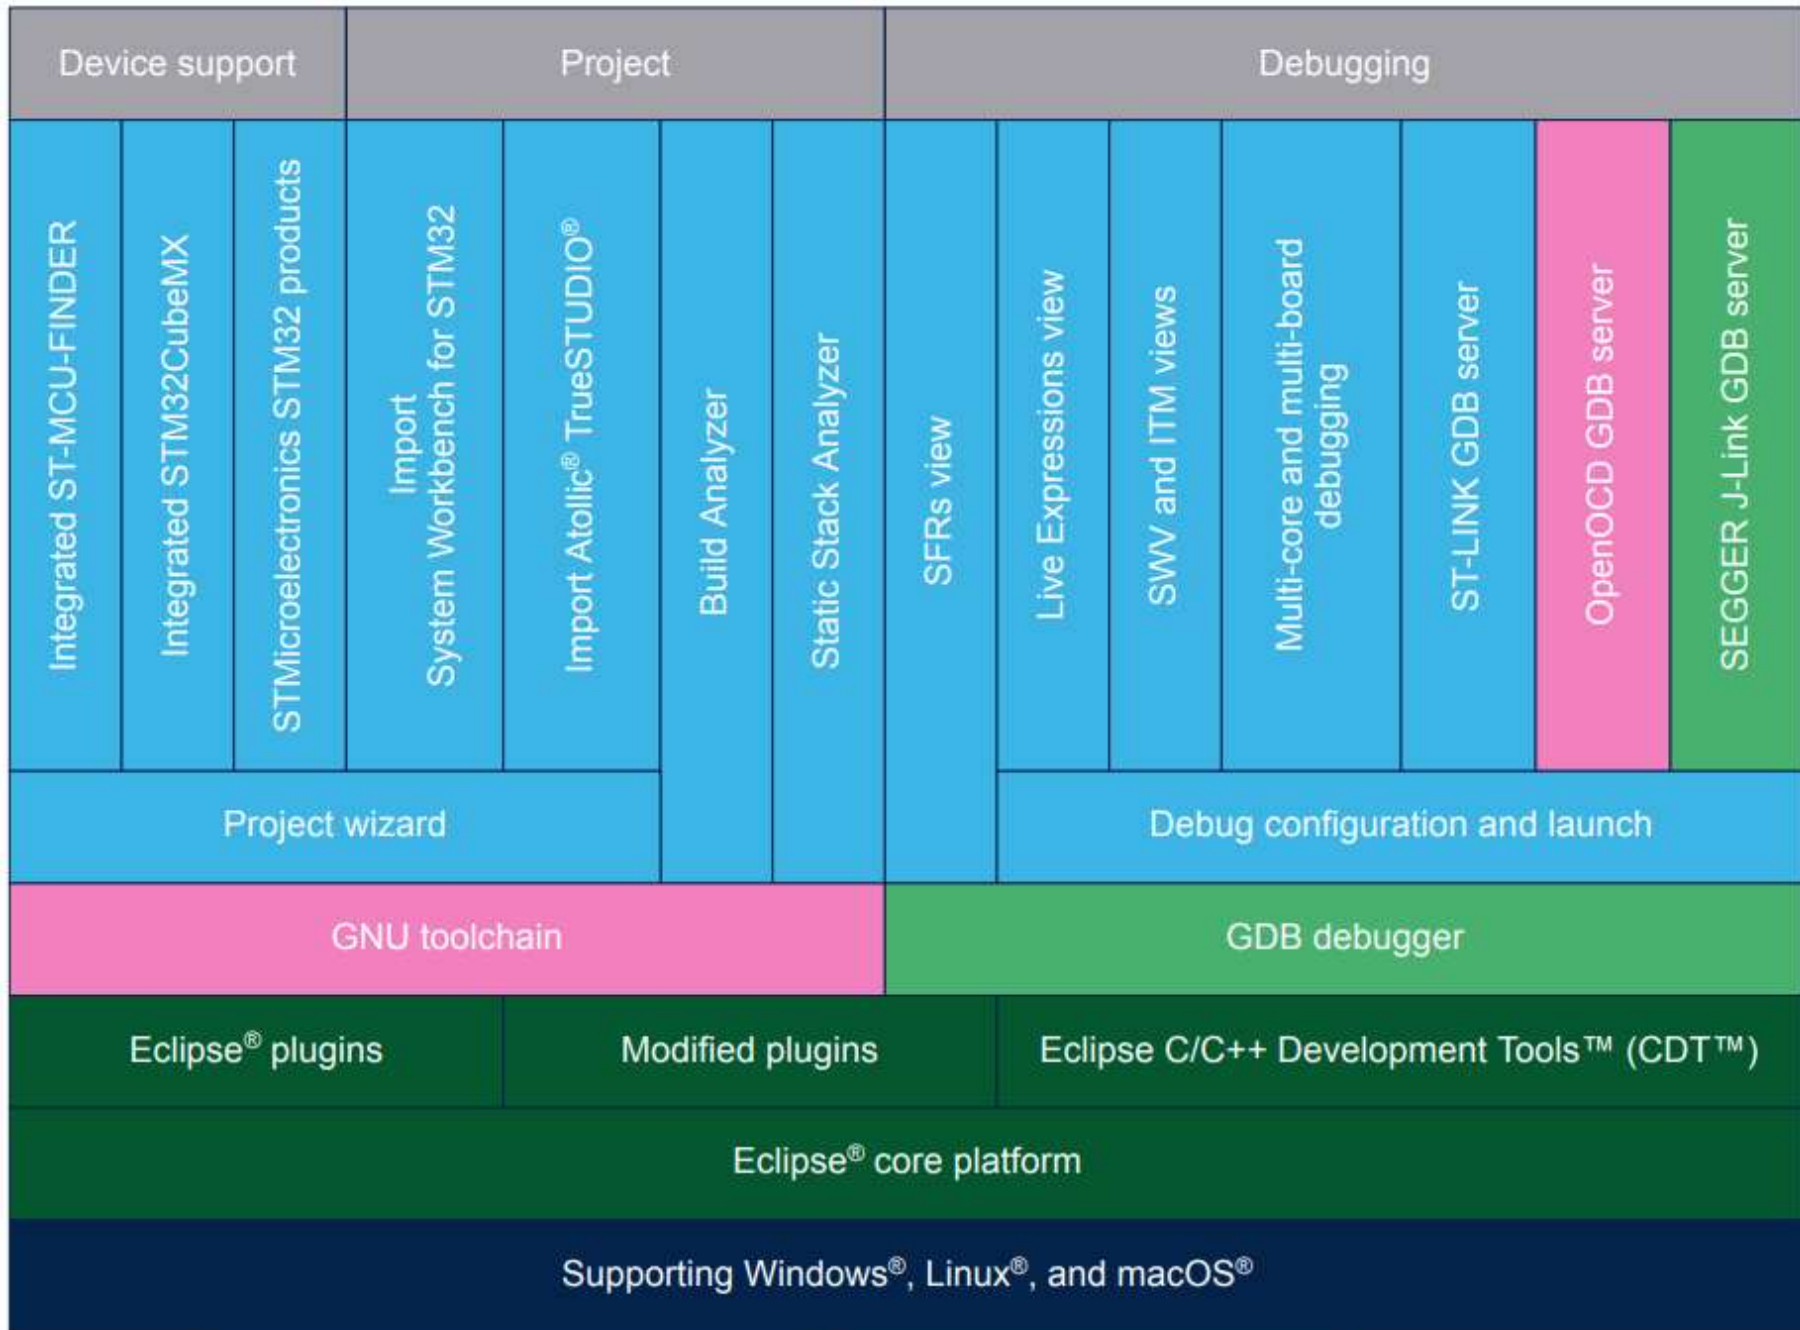 Device support
Project
Debugging
Integrated ST-MCU-FINDER
Integrated STM32CubeMX
STMicroelectronics STM32 products
Import
System Workbench for STM32
Import Atollic® TrueSTUDIO®
Build Analyzer
Static Stack Analyzer
SFRs view
Live Expressions view
SWV and ITM views
Multi-core and multi-board
debugging
ST-LINK GDB server
OpenOCD GDB server
SEGGER J-Link GDB server
Project wizard
Debug configuration and launch
GNU toolchain
GDB debugger
Eclipse® plugins
Modified plugins
Eclipse C/C++ Development Tools™ (CDT™)
Eclipse® core platform
Supporting Windows®, Linux®, and macOS®